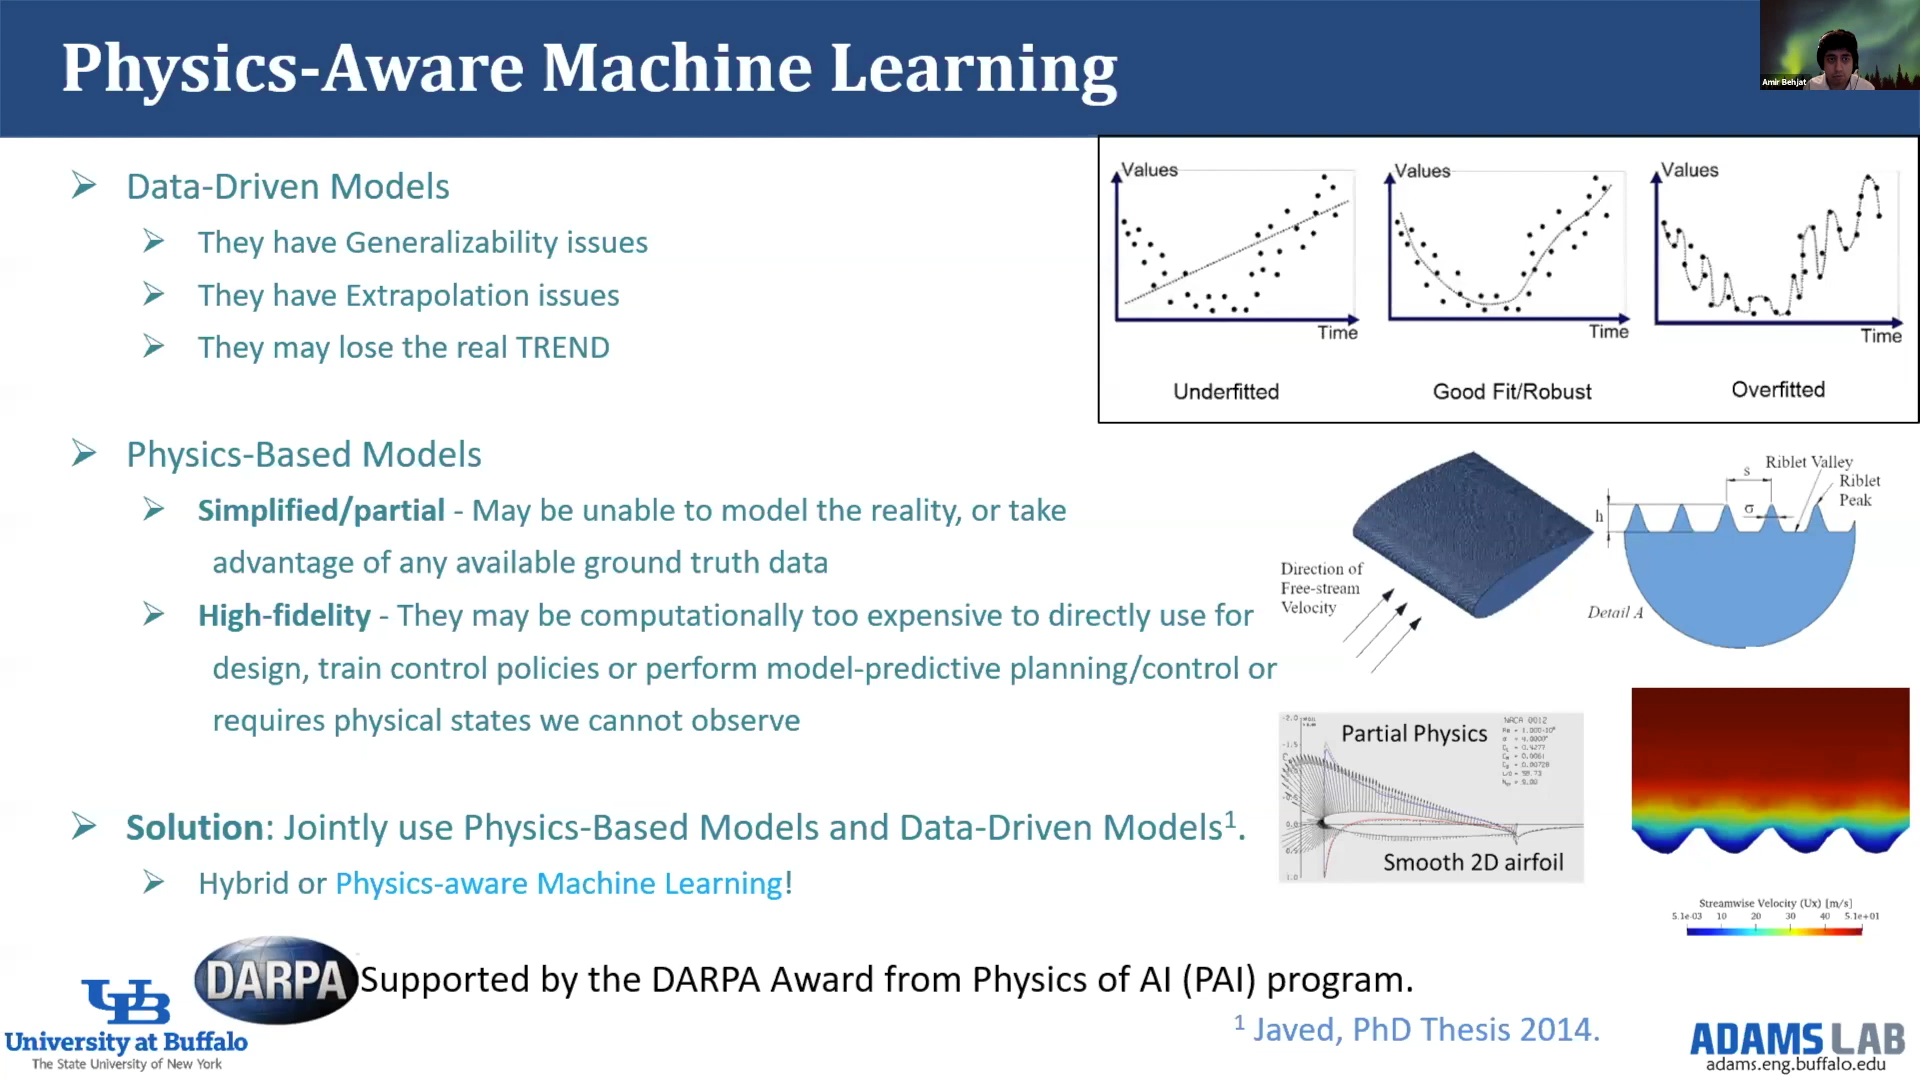 Physics-Aware Machine Learning
Amir Behjat
➢ Data-Driven Models
➢ They have Generalizability issues
➢ They have Extrapolation issues
➢ They may lose the real TREND
➢ Physics-Based Models
➢ Simplified/partial - May be unable to model the reality, or take
advantage of any available ground truth data
➢ High-fidelity - They may be computationally too expensive to directly use for
design, train control policies or perform model-predictive planning/control or
requires physical states we cannot observe
➢ Solution: Jointly use Physics-Based Models and Data-Driven Models¹.
➢ Hybrid or Physics-aware Machine Learning!
Values
Time
Underfitted
Values
Time
Good Fit/Robust
Values
Time
Overfitted
Direction of
Free-stream
Velocity
s
Riblet Valley
Riblet
Peak
h
σ
Detail A
Partial Physics
NACA 0012
Smooth 2D airfoil
Streamwise Velocity (Ux) [m/s]
5.1e-03 10 20 30 40 5.1e+01
DARPA
Supported by the DARPA Award from Physics of AI (PAI) program.
¹ Javed, PhD Thesis 2014.
UB
University at Buffalo
The State University of New York
ADAMS LAB
adams.eng.buffalo.edu